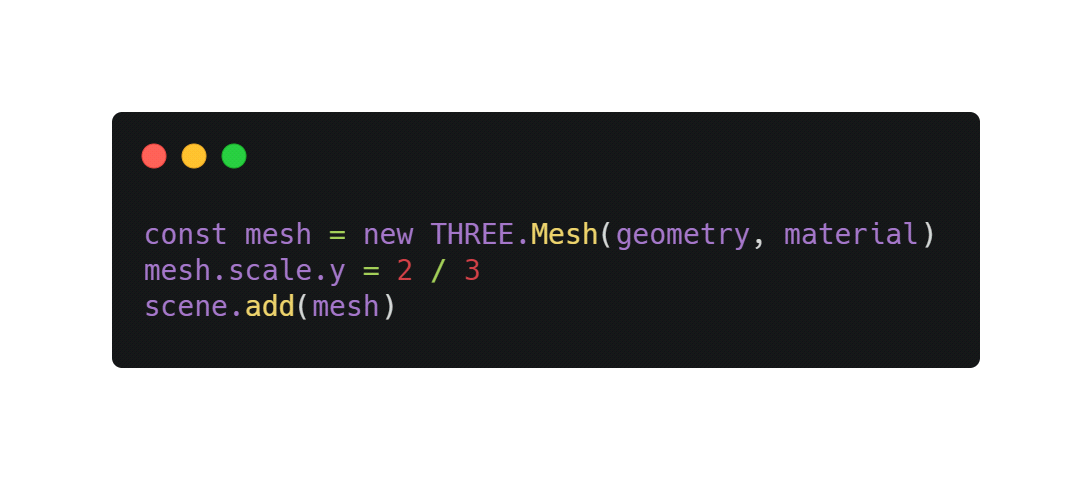 const mesh = new THREE.Mesh(geometry, material)
mesh.scale.y = 2 / 3
scene.add(mesh)